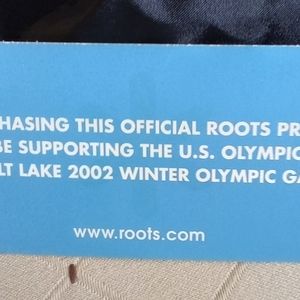 HASING THIS OFFICIAL ROOTS PR
BE SUPPORTING THE U.S. OLYMPIC
LT LAKE 2002 WINTER OLYMPIC GA
www.roots.com